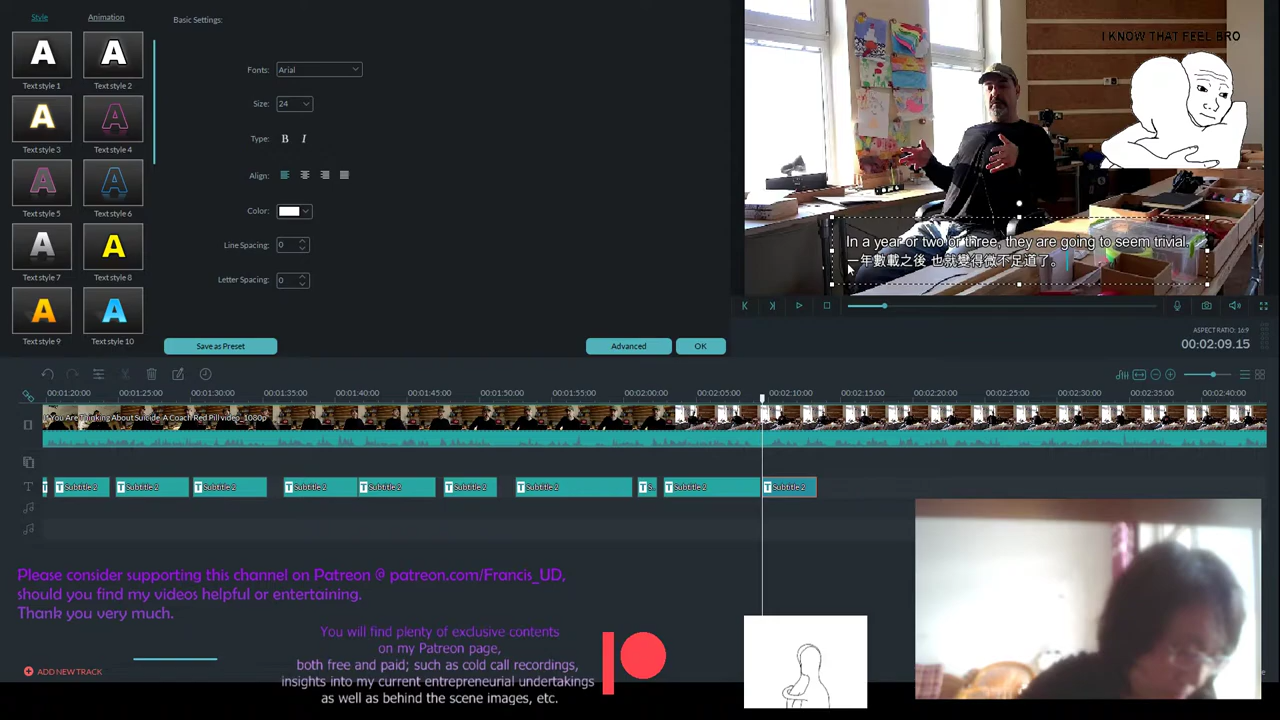 Style
Animation
Basic Settings:
A
Text style 1
A
Text style 2
A
Text style 3
A
Text style 4
A
Text style 5
A
Text style 6
A
Text style 7
A
Text style 8
A
Text style 9
A
Text style 10
Fonts: Arial
Size: 24
Type: B I
Align:
Color:
Line Spacing: 0
Letter Spacing: 0
Save as Preset
Advanced
OK
I KNOW THAT FEEL BRO
In a year or two or three, they are going to seem trivial.
一年數載之後 也就變得微不足道了。
ASPECT RATIO: 16:9
00:02:09.15
00:01:20:00 00:01:25:00 00:01:30:00 00:01:35:00 00:01:40:00 00:01:45:00 00:01:50:00 00:01:55:00 00:02:00:00 00:02:05:00 00:02:10:00 00:02:15:00 00:02:20:00 00:02:25:00 00:02:30:00 00:02:35:00 00:02:40:00
You Are Thinking About Suicide. A Coach Red Pill video_1080p
T T Subtitle 2 T Subtitle 2 T Subtitle 2 T Subtitle 2 T Subtitle 2 T Subtitle 2 T Subtitle 2 T S.. T Subtitle 2 T Subtitle 2
Please consider supporting this channel on Patreon @ patreon.com/Francis_UD,
should you find my videos helpful or entertaining.
Thank you very much.
You will find plenty of exclusive contents
on my Patreon page,
both free and paid; such as cold call recordings,
insights into my current entrepreneurial undertakings
as well as behind the scene images, etc.
ADD NEW TRACK